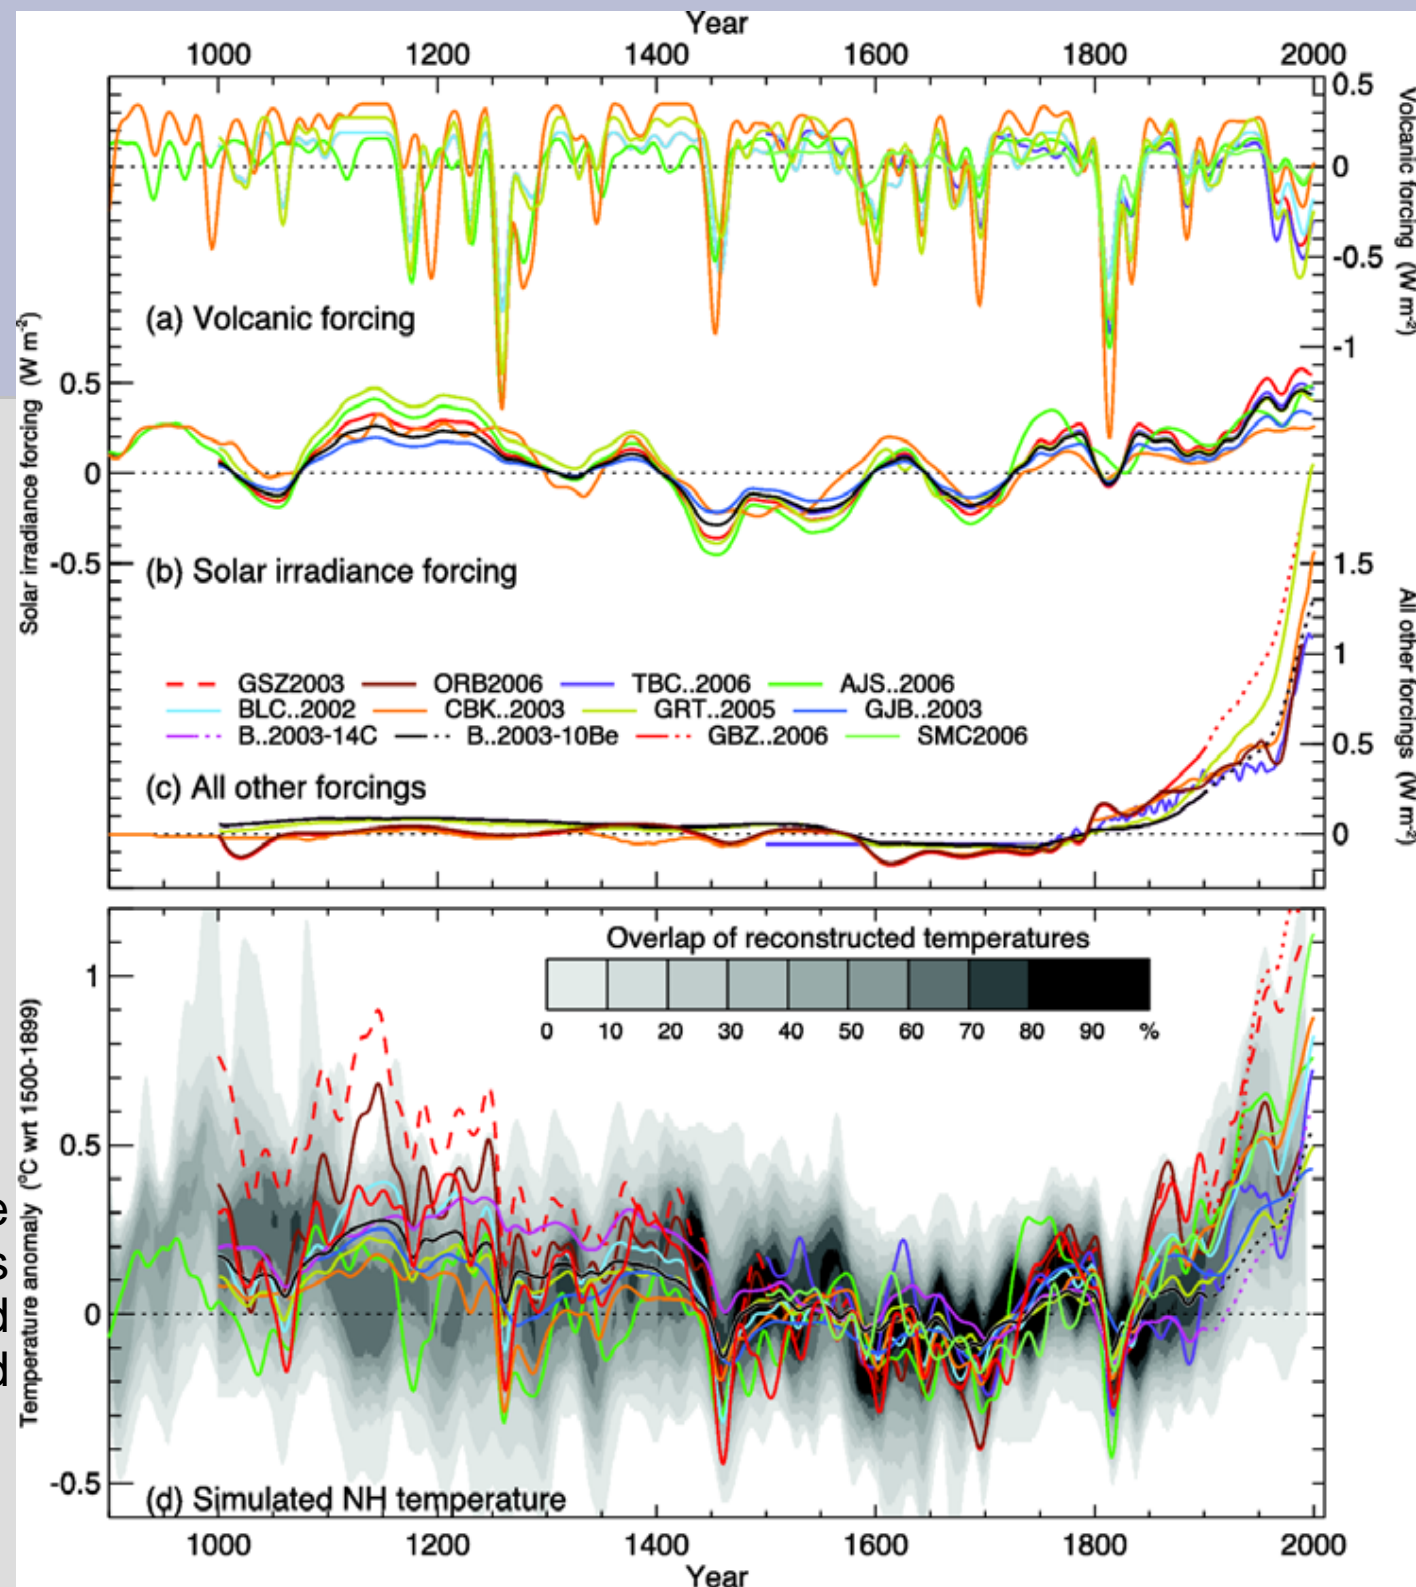 Year
1000 1200 1400 1600 1800 2000
0.5
0
-0.5
-1
Volcanic forcing (W m-2)
(a) Volcanic forcing
0.5
0
-0.5
Solar irradiance forcing (W m-2)
(b) Solar irradiance forcing
1.5
1
0.5
0
All other forcings (W m-2)
GSZ2003 ORB2006 TBC..2006 AJS..2006
BLC..2002 CBK..2003 GRT..2005 GJB..2003
B..2003-14C B..2003-10Be GBZ..2006 SMC2006
(c) All other forcings
Overlap of reconstructed temperatures
0 10 20 30 40 50 60 70 80 90 %
1
0.5
0
-0.5
Temperature anomaly (°C wrt 1500-1899)
e
s
d
d
(d) Simulated NH temperature
1000 1200 1400 1600 1800 2000
Year